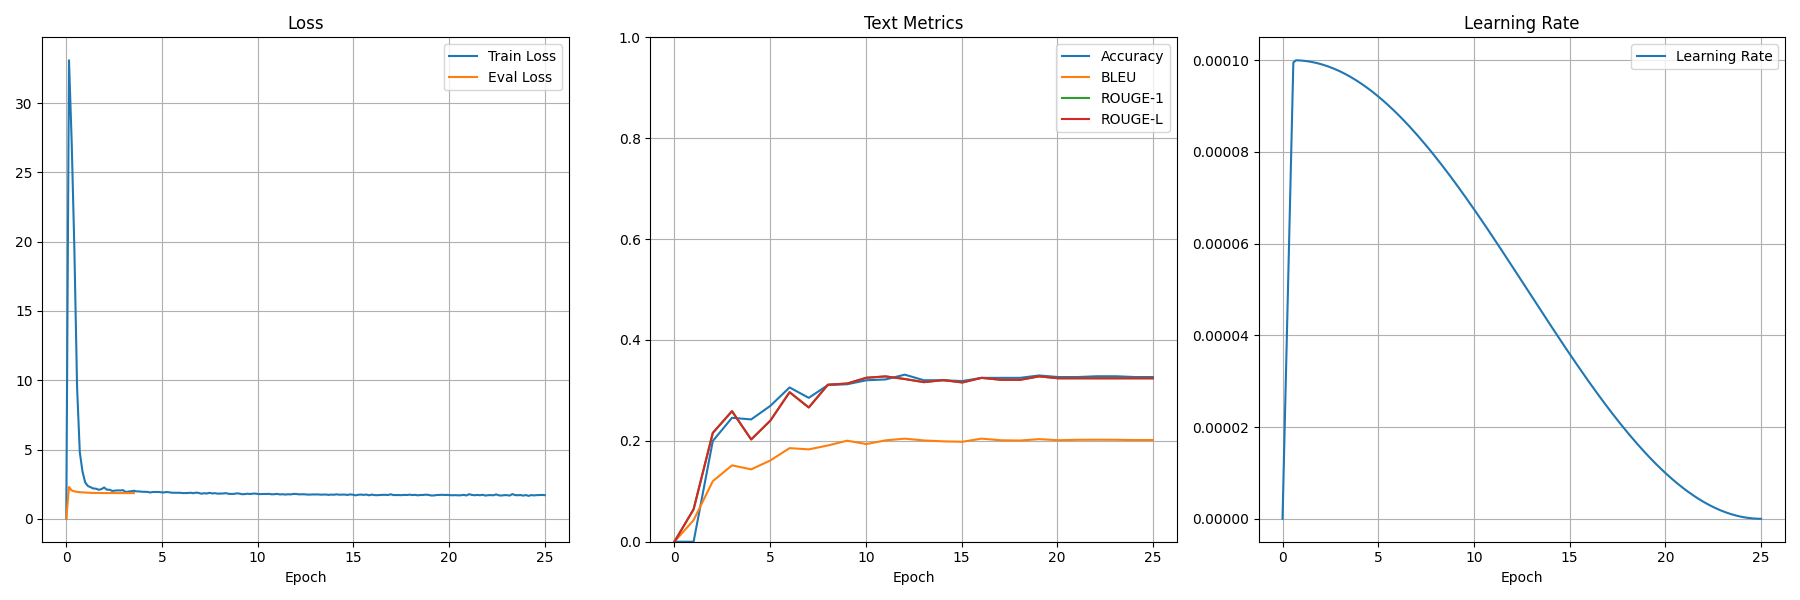 Loss
Train Loss
Eval Loss
30
25
20
15
10
5
0
0 5 10 15 20 25
Epoch
Text Metrics
Accuracy
BLEU
ROUGE-1
ROUGE-L
1.0
0.8
0.6
0.4
0.2
0.0
0 5 10 15 20 25
Epoch
Learning Rate
Learning Rate
0.00010
0.00008
0.00006
0.00004
0.00002
0.00000
0 5 10 15 20 25
Epoch